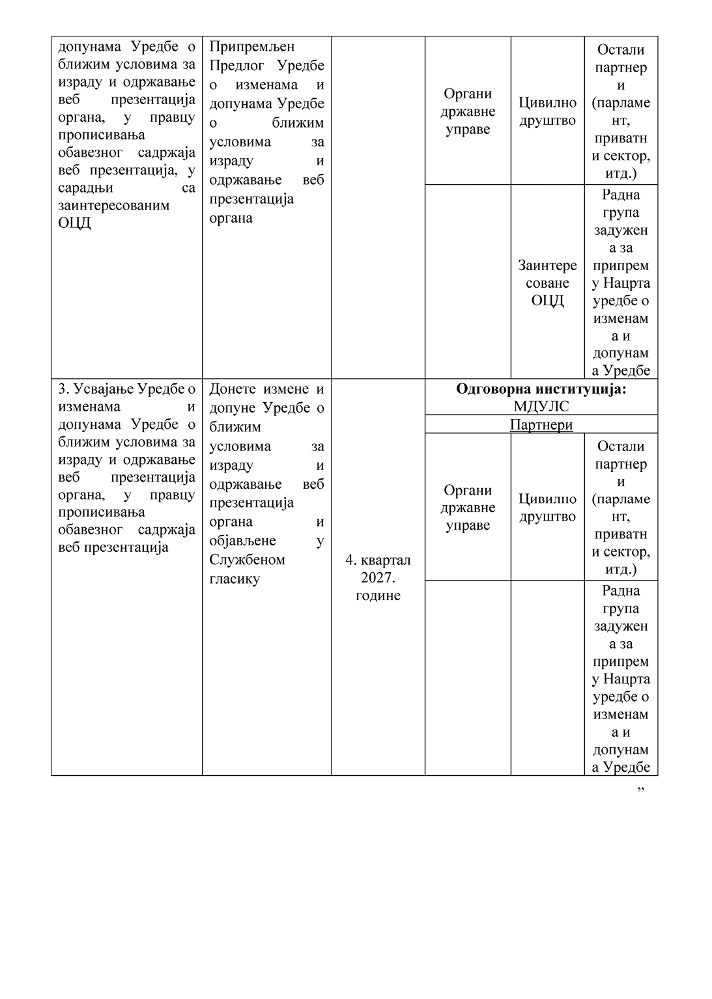 допунама Уредбе о
ближим условима за
израду и одржавање
веб презентација
органа, у правцу
прописивања
обавезног садржаја
веб презентација, у
сарадњи са
заинтересованим
ОЦД
Припремљен
Предлог Уредбе
о изменама и
допунама Уредбе
о ближим
условима за
израду и
одржавање веб
презентација
органа
Органи
државне
управе
Цивилно
друштво
Остали
партнер
и
(парламе
нт,
приватн
и сектор,
итд.)
Заинтере
соване
ОЦД
Радна
група
задужен
а за
припрем
у Нацрта
уредбе о
изменам
а и
допунам
а Уредбе
3. Усвајање Уредбе о
изменама и
допунама Уредбе о
ближим условима за
израду и одржавање
веб презентација
органа, у правцу
прописивања
обавезног садржаја
веб презентација
Донете измене и
допуне Уредбе о
ближим
условима за
израду и
одржавање веб
презентација
органа и
објављене у
Службеном
гласику
4. квартал
2027.
године
Одговорна институција:
МДУЛС
Партнери
Органи
државне
управе
Цивилно
друштво
Остали
партнер
и
(парламе
нт,
приватн
и сектор,
итд.)
Радна
група
задужен
а за
припрем
у Нацрта
уредбе о
изменам
а и
допунам
а Уредбе
”